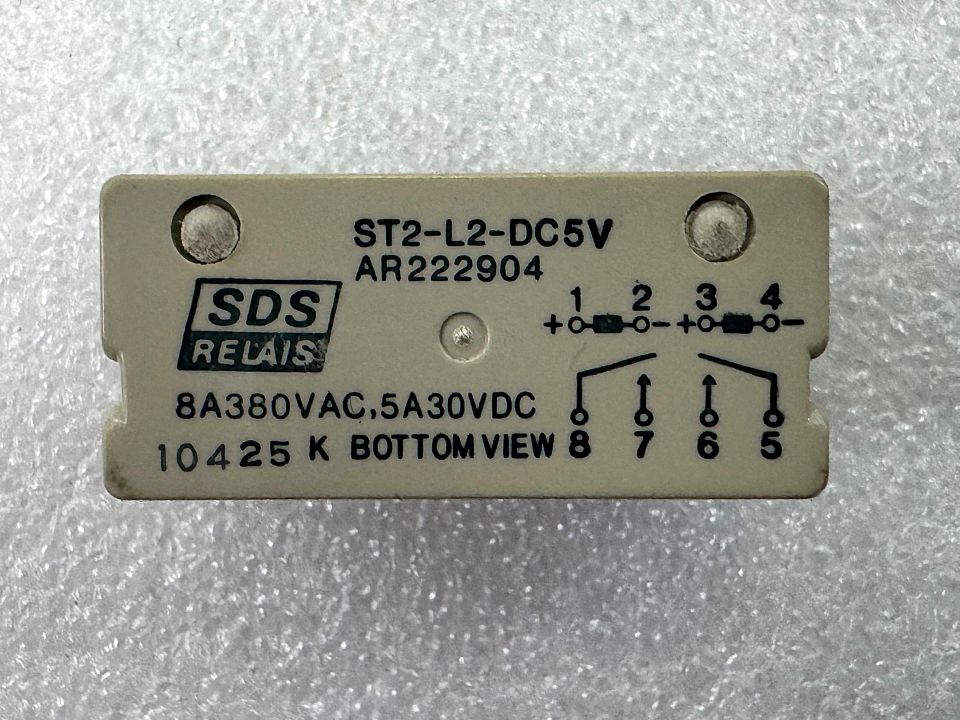 ST2-L2-DC5V
AR222904
SDS
RELAIS
1 2 3 4
+ - + -
8A380VAC,5A30VDC
10425 K BOTTOM VIEW 8 7 6 5